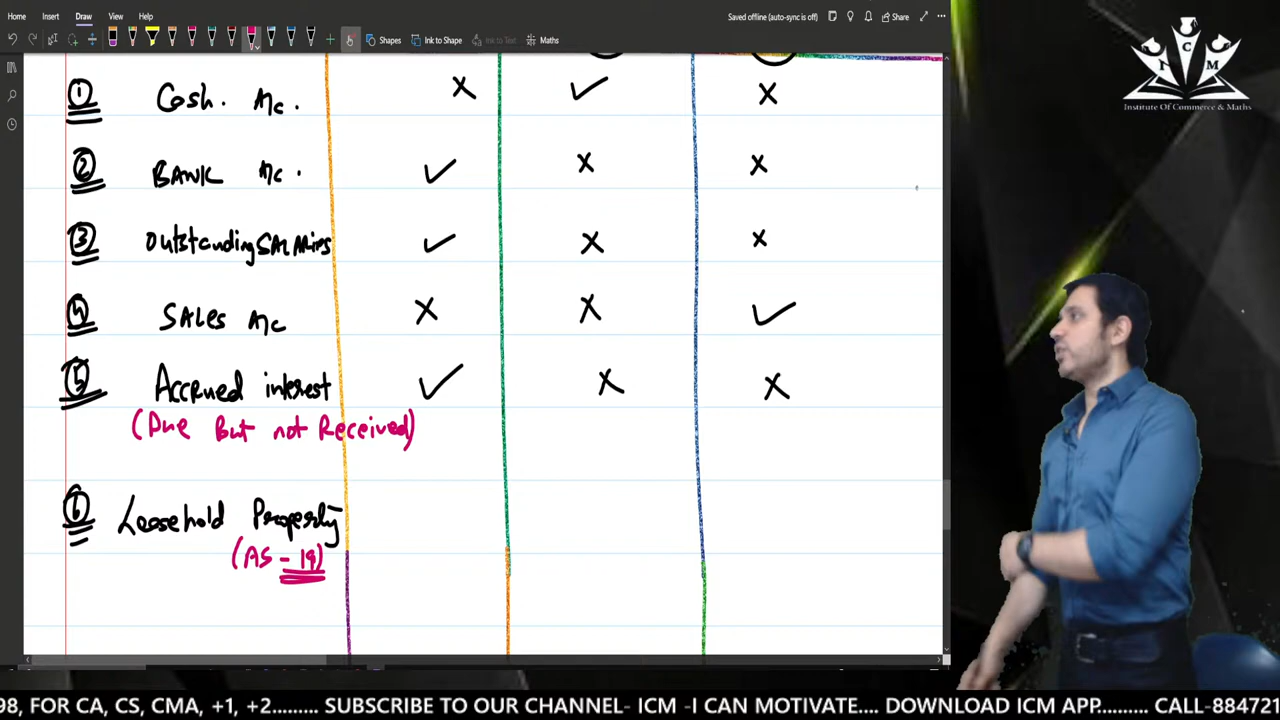 Home Insert Draw View Help Saved offline (auto-sync is off) Share
Shapes Ink to Shape Ink to Text Maths
I C M
Institute Of Commerce & Maths
① Cash. A/c. × ✓ ×
② BANK A/c. ✓ × ×
③ Outstanding SALARies ✓ × ×
④ SAles A/c × × ✓
⑤ Accrued interest ✓ × ×
(Due But not Received)
⑥ Leasehold Property
(AS - 19)
98, FOR CA, CS, CMA, +1, +2......... SUBSCRIBE TO OUR CHANNEL- ICM -I CAN MOTIVATE.... DOWNLOAD ICM APP.......... CALL-884721